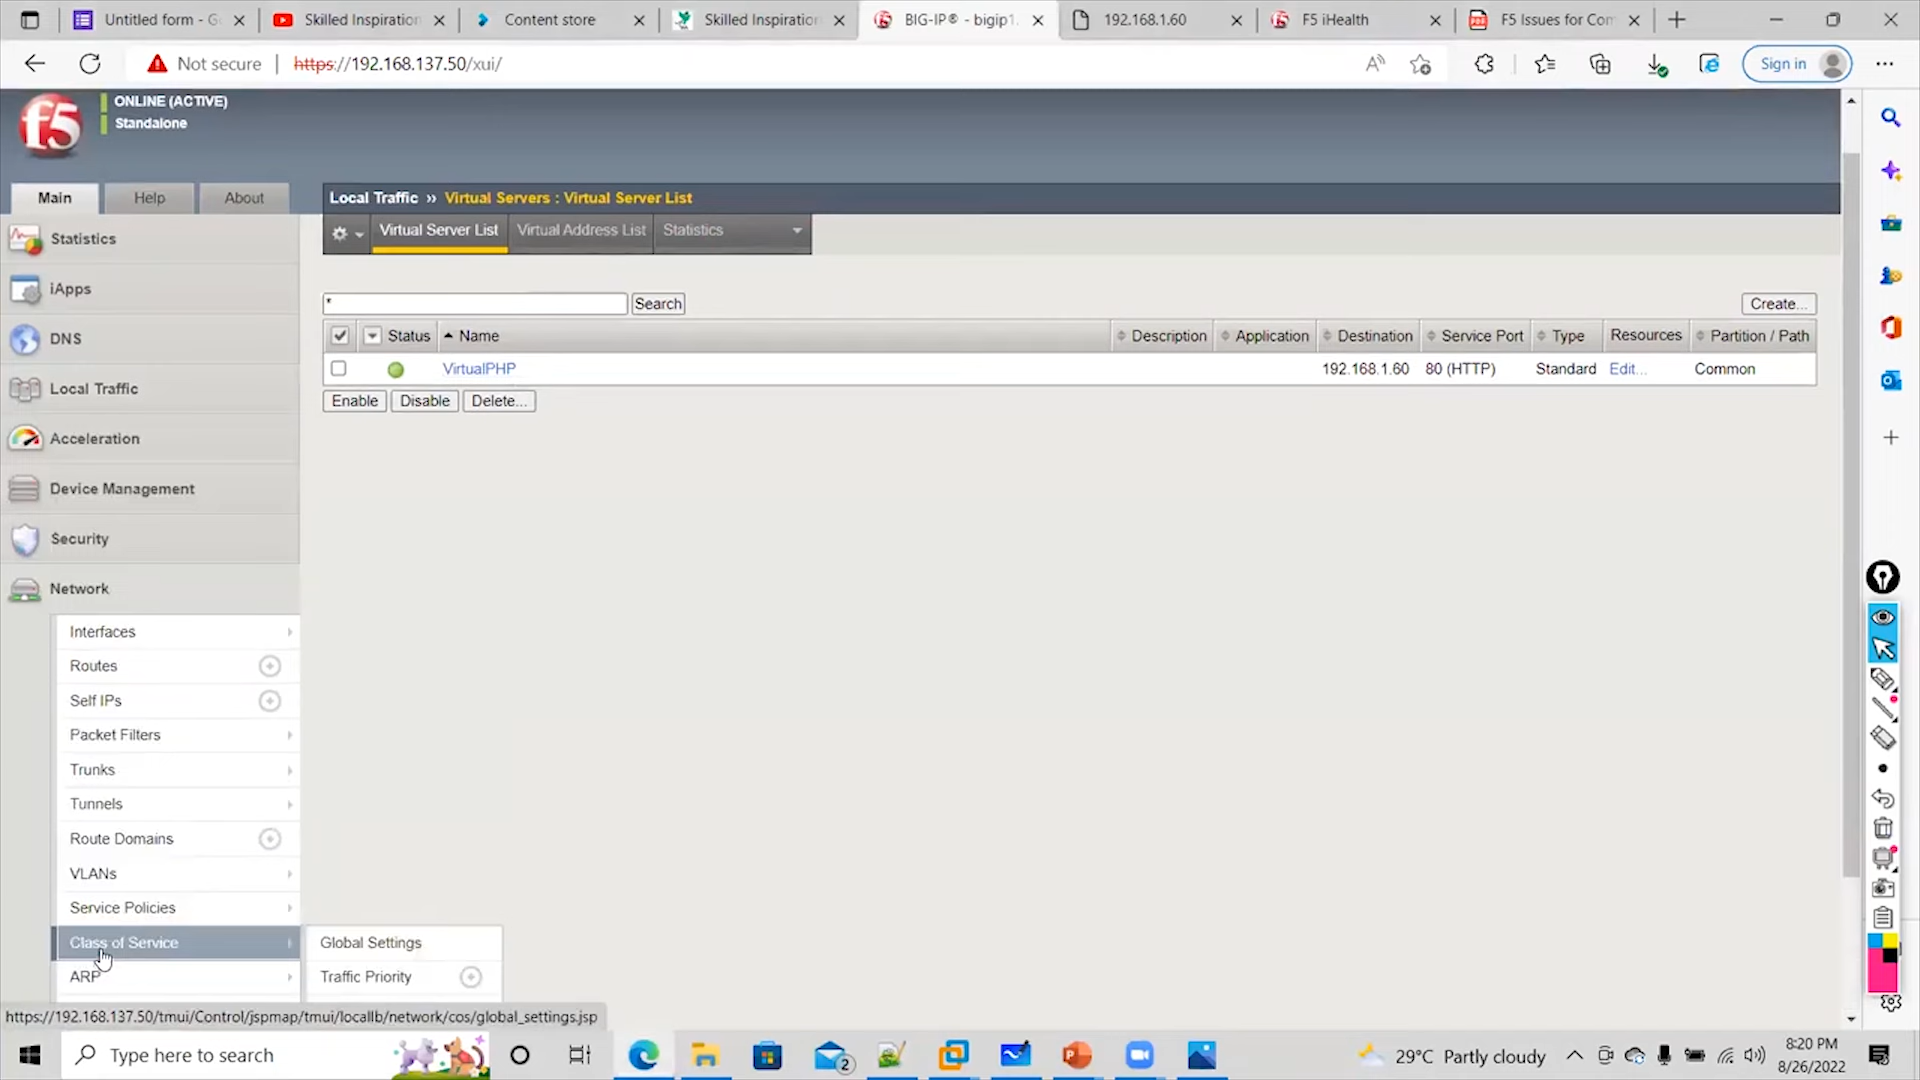 Untitled form - G
Skilled Inspiration
Content store
Skilled Inspiration
BIG-IP® - bigip1.
192.168.1.60
F5 iHealth
F5 Issues for Com
Not secure
https://192.168.137.50/xui/
Sign in
f5
ONLINE (ACTIVE)
Standalone
Main
Help
About
Local Traffic ›› Virtual Servers : Virtual Server List
Virtual Server List
Virtual Address List
Statistics
Statistics
iApps
DNS
Local Traffic
Acceleration
Device Management
Security
Network
*
Search
Create...
Status
Name
Description
Application
Destination
Service Port
Type
Resources
Partition / Path
VirtualPHP
192.168.1.60
80 (HTTP)
Standard
Edit...
Common
Enable
Disable
Delete...
Interfaces
Routes
Self IPs
Packet Filters
Trunks
Tunnels
Route Domains
VLANs
Service Policies
Class of Service
ARP
Global Settings
Traffic Priority
https://192.168.137.50/tmui/Control/jspmap/tmui/locallb/network/cos/global_settings.jsp
Type here to search
2
29°C Partly cloudy
8:20 PM
8/26/2022